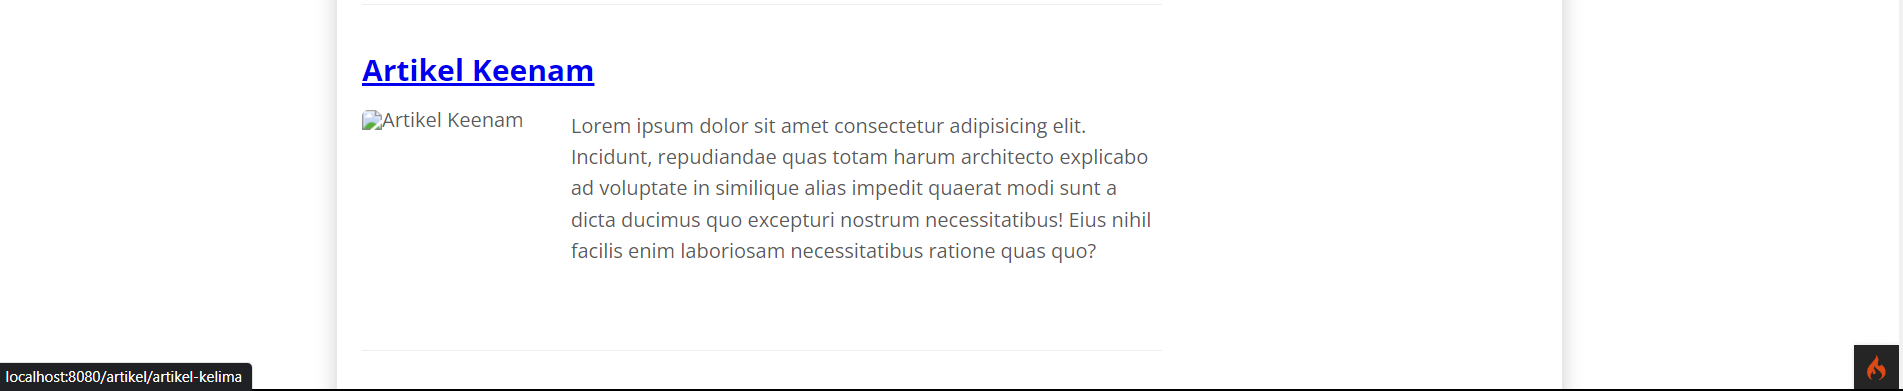 Artikel Keenam
Artikel Keenam
Lorem ipsum dolor sit amet consectetur adipisicing elit.
Incidunt, repudiandae quas totam harum architecto explicabo
ad voluptate in similique alias impedit quaerat modi sunt a
dicta ducimus quo excepturi nostrum necessitatibus! Eius nihil
facilis enim laboriosam necessitatibus ratione quas quo?
localhost:8080/artikel/artikel-kelima